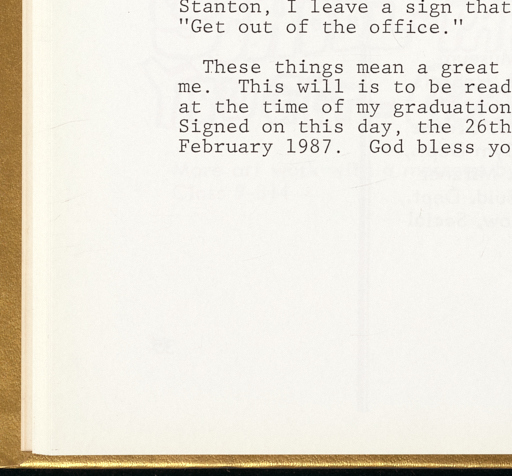 Stanton, I leave a sign that
"Get out of the office."
These things mean a great
me. This will is to be read
at the time of my graduation
Signed on this day, the 26th
February 1987. God bless yo